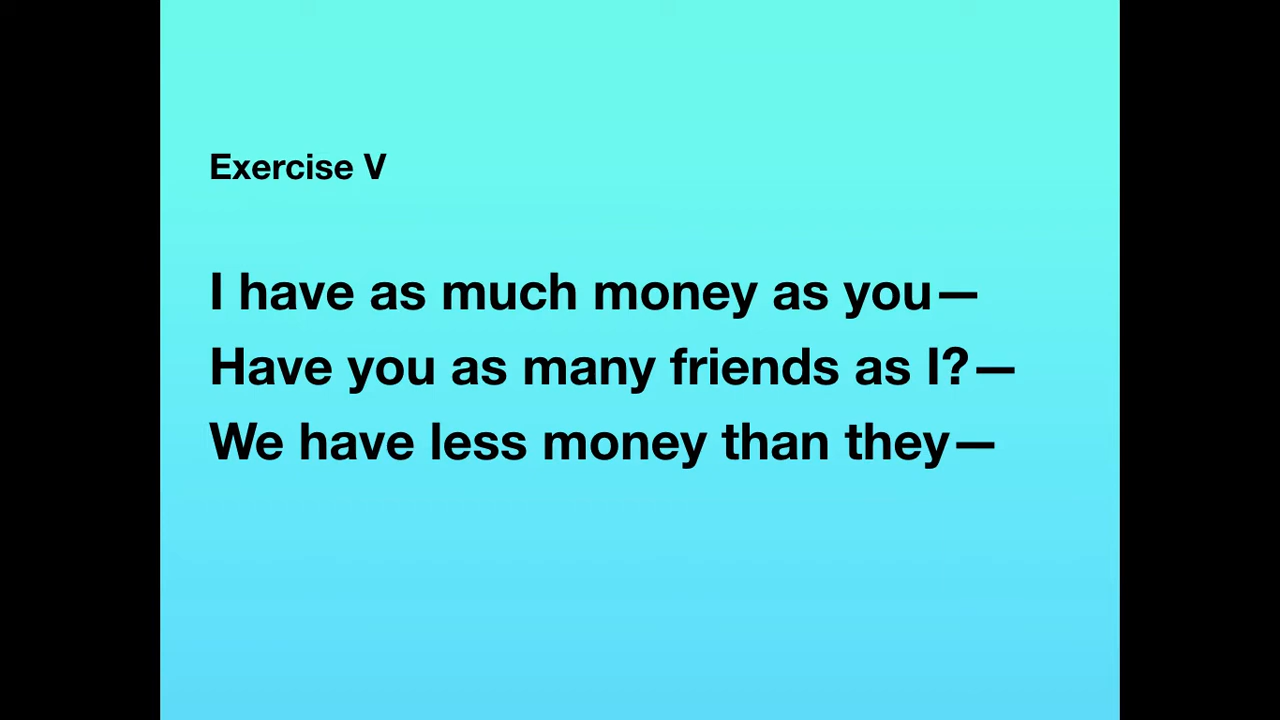 Exercise V
I have as much money as you—
Have you as many friends as I?—
We have less money than they—